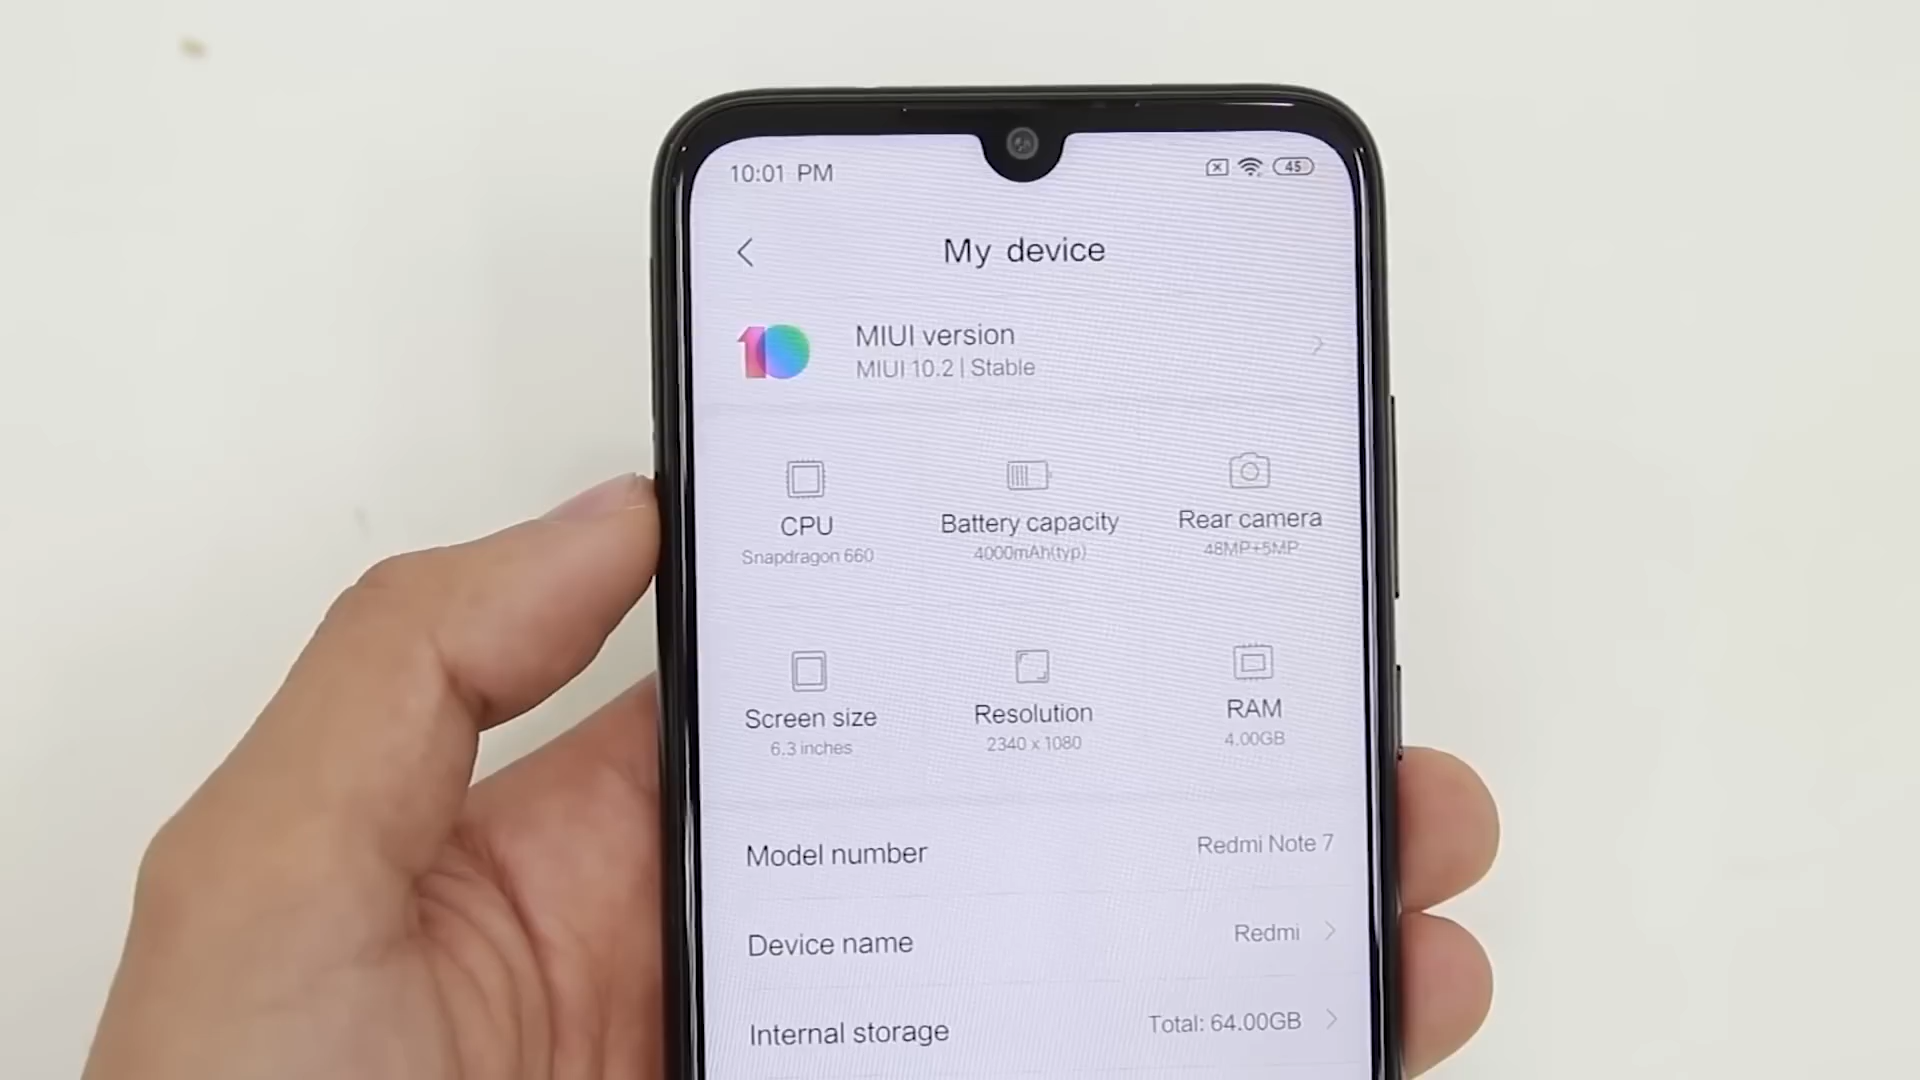 10:01 PM
45
My device
10
MIUI version
MIUI 10.2 | Stable
CPU
Snapdragon 660
Battery capacity
4000mAh(typ)
Rear camera
48MP+5MP
Screen size
6.3 inches
Resolution
2340 x 1080
RAM
4.00GB
Model number
Redmi Note 7
Device name
Redmi
Internal storage
Total: 64.00GB